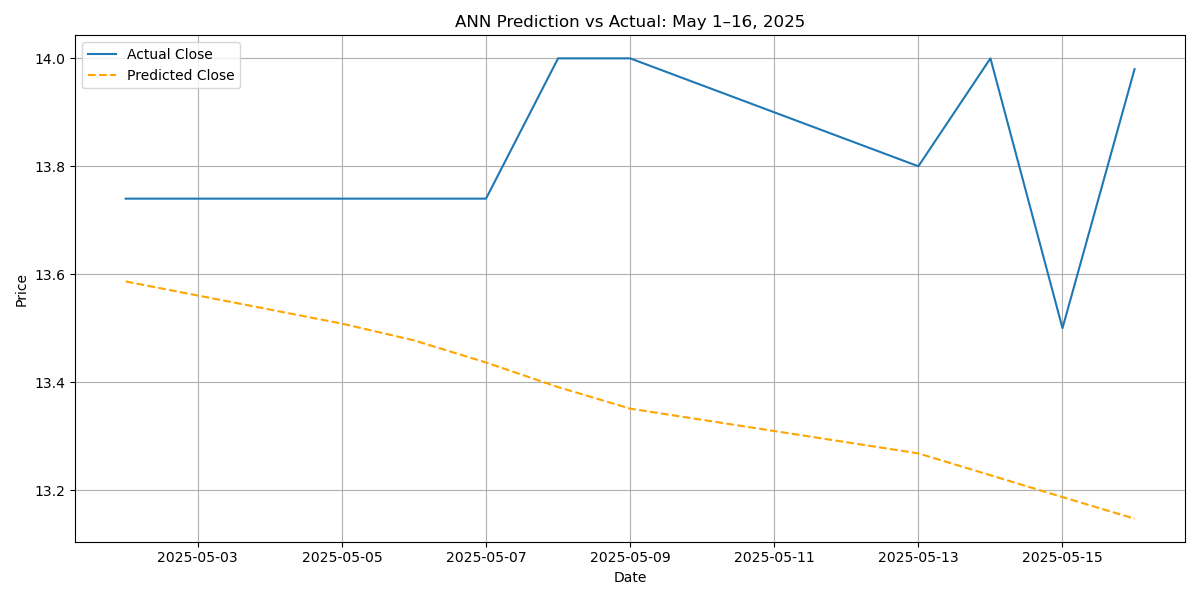 ANN Prediction vs Actual: May 1–16, 2025
Actual Close
Predicted Close
14.0
13.8
13.6
13.4
13.2
Price
2025-05-03
2025-05-05
2025-05-07
2025-05-09
2025-05-11
2025-05-13
2025-05-15
Date